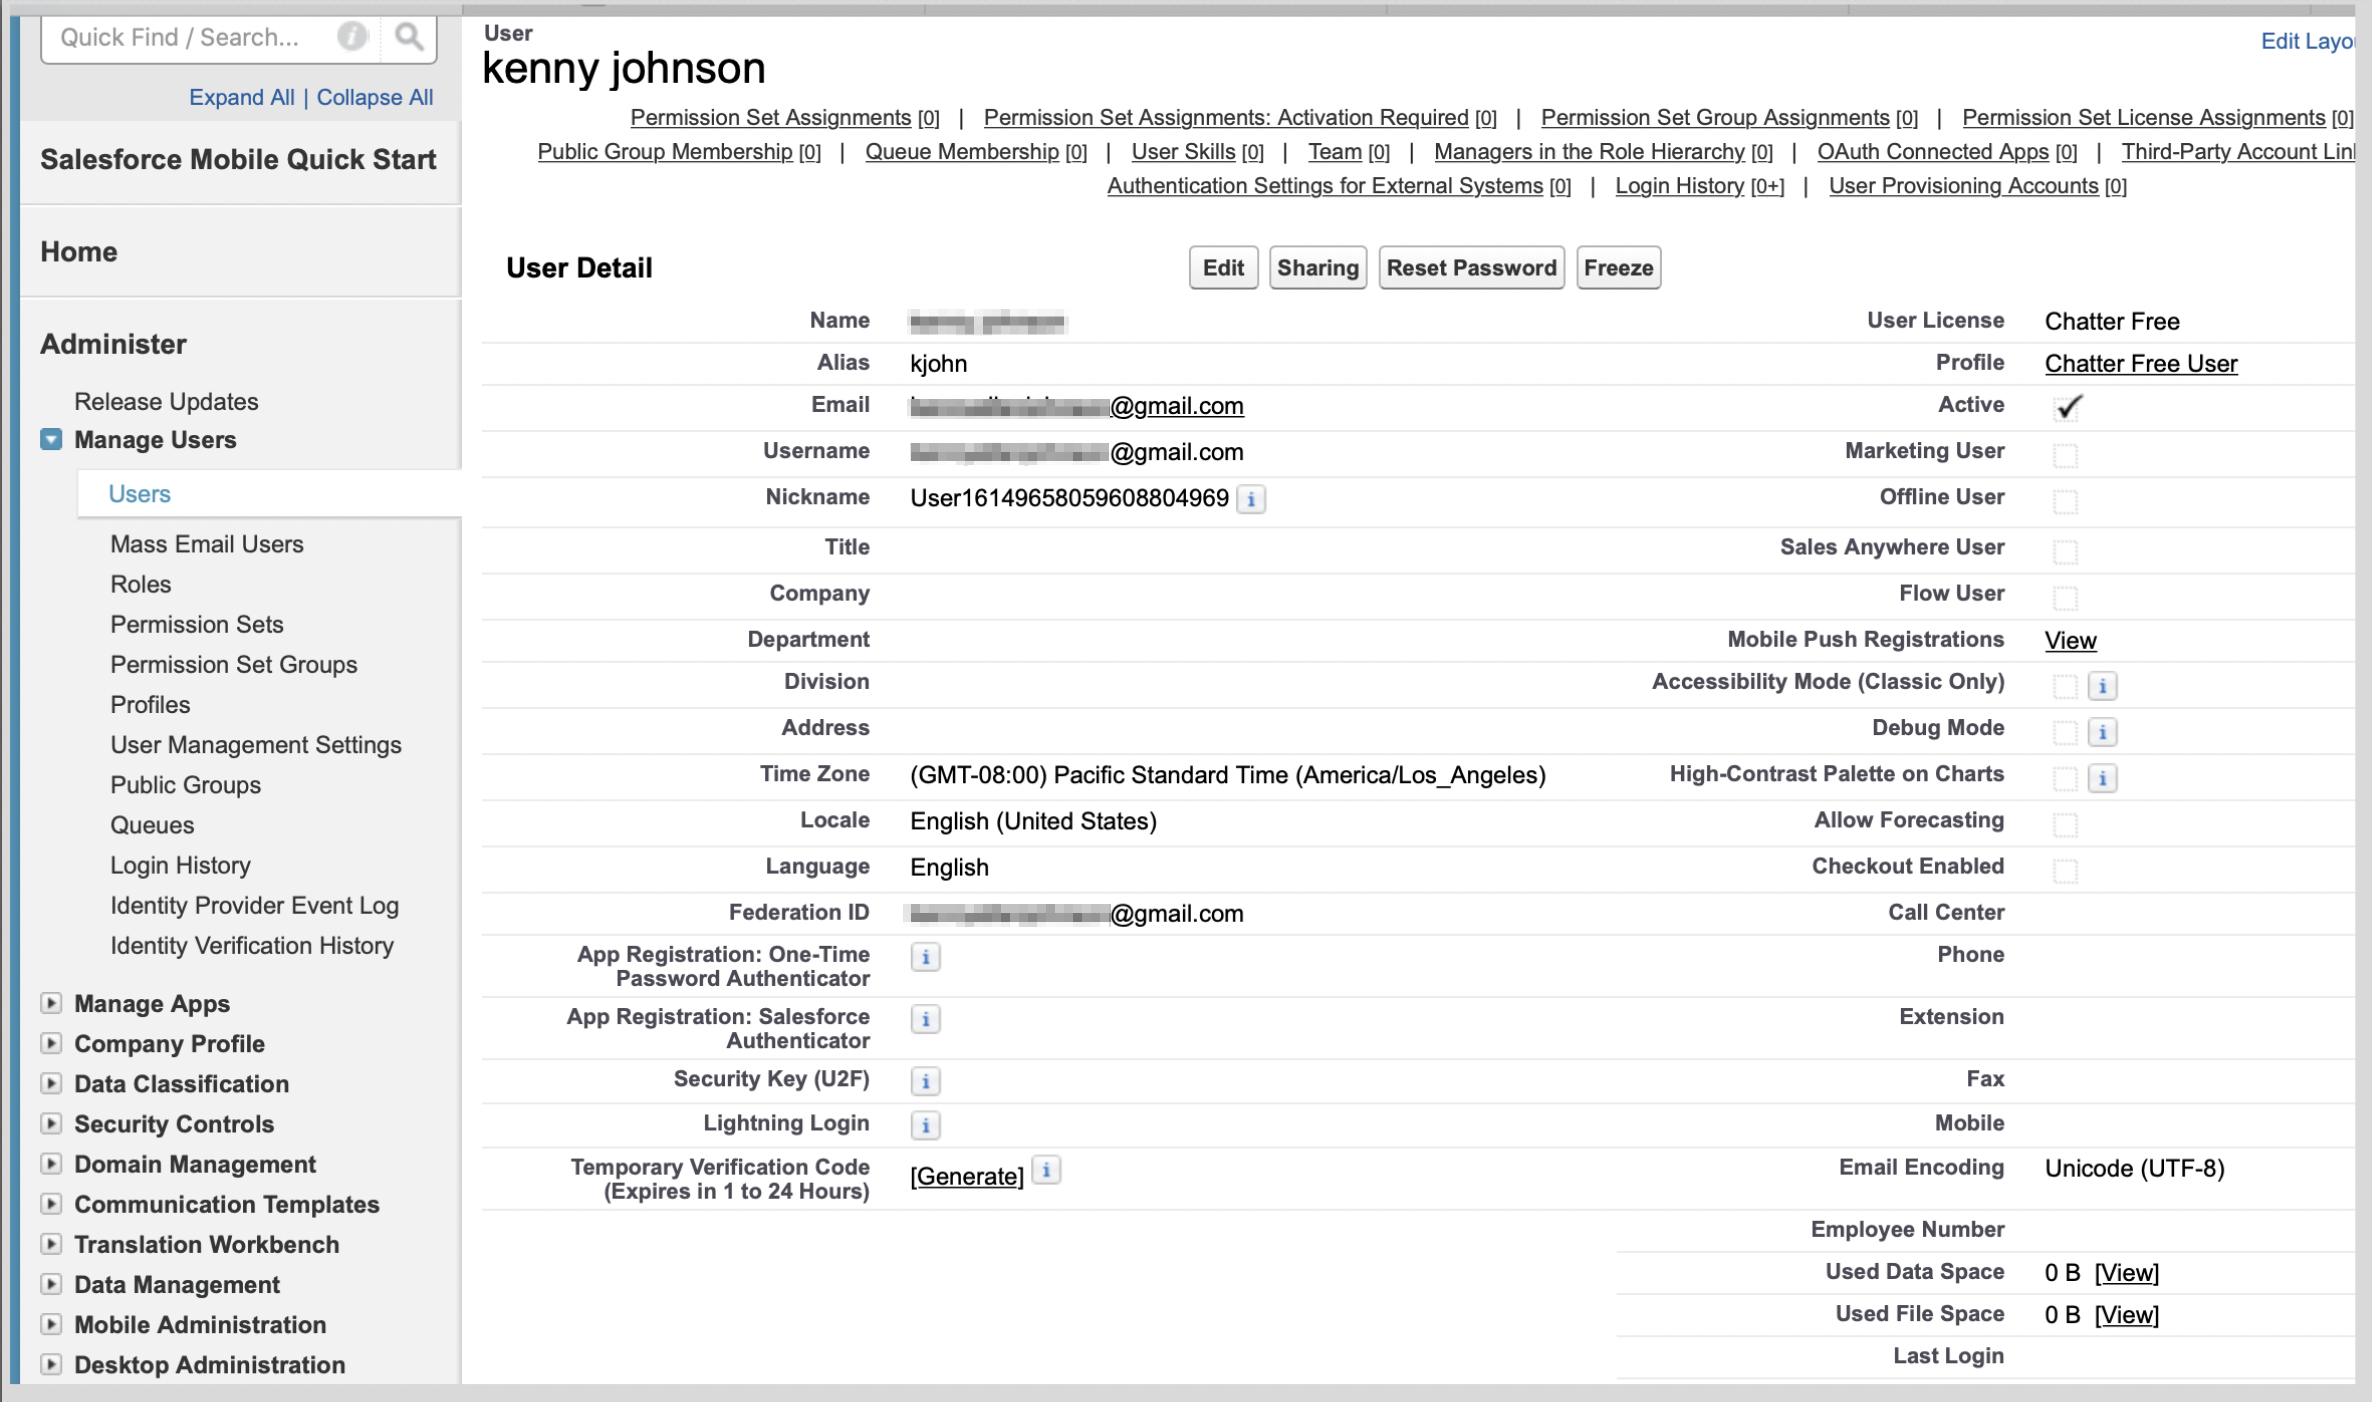 Quick Find / Search...
Expand All | Collapse All
Salesforce Mobile Quick Start
Home
Administer
Release Updates
Manage Users
Users
Mass Email Users
Roles
Permission Sets
Permission Set Groups
Profiles
User Management Settings
Public Groups
Queues
Login History
Identity Provider Event Log
Identity Verification History
Manage Apps
Company Profile
Data Classification
Security Controls
Domain Management
Communication Templates
Translation Workbench
Data Management
Mobile Administration
Desktop Administration
User
kenny johnson
Edit Layou
Permission Set Assignments [0] | Permission Set Assignments: Activation Required [0] | Permission Set Group Assignments [0] | Permission Set License Assignments [0]
Public Group Membership [0] | Queue Membership [0] | User Skills [0] | Team [0] | Managers in the Role Hierarchy [0] | OAuth Connected Apps [0] | Third-Party Account Lin
Authentication Settings for External Systems [0] | Login History [0+] | User Provisioning Accounts [0]
User Detail
Edit Sharing Reset Password Freeze
Name
Alias kjohn
Email @gmail.com
Username @gmail.com
Nickname User16149658059608804969
Title
Company
Department
Division
Address
Time Zone (GMT-08:00) Pacific Standard Time (America/Los_Angeles)
Locale English (United States)
Language English
Federation ID @gmail.com
App Registration: One-Time
Password Authenticator
App Registration: Salesforce
Authenticator
Security Key (U2F)
Lightning Login
Temporary Verification Code
(Expires in 1 to 24 Hours)
[Generate]
User License Chatter Free
Profile Chatter Free User
Active
Marketing User
Offline User
Sales Anywhere User
Flow User
Mobile Push Registrations View
Accessibility Mode (Classic Only)
Debug Mode
High-Contrast Palette on Charts
Allow Forecasting
Checkout Enabled
Call Center
Phone
Extension
Fax
Mobile
Email Encoding Unicode (UTF-8)
Employee Number
Used Data Space 0 B [View]
Used File Space 0 B [View]
Last Login